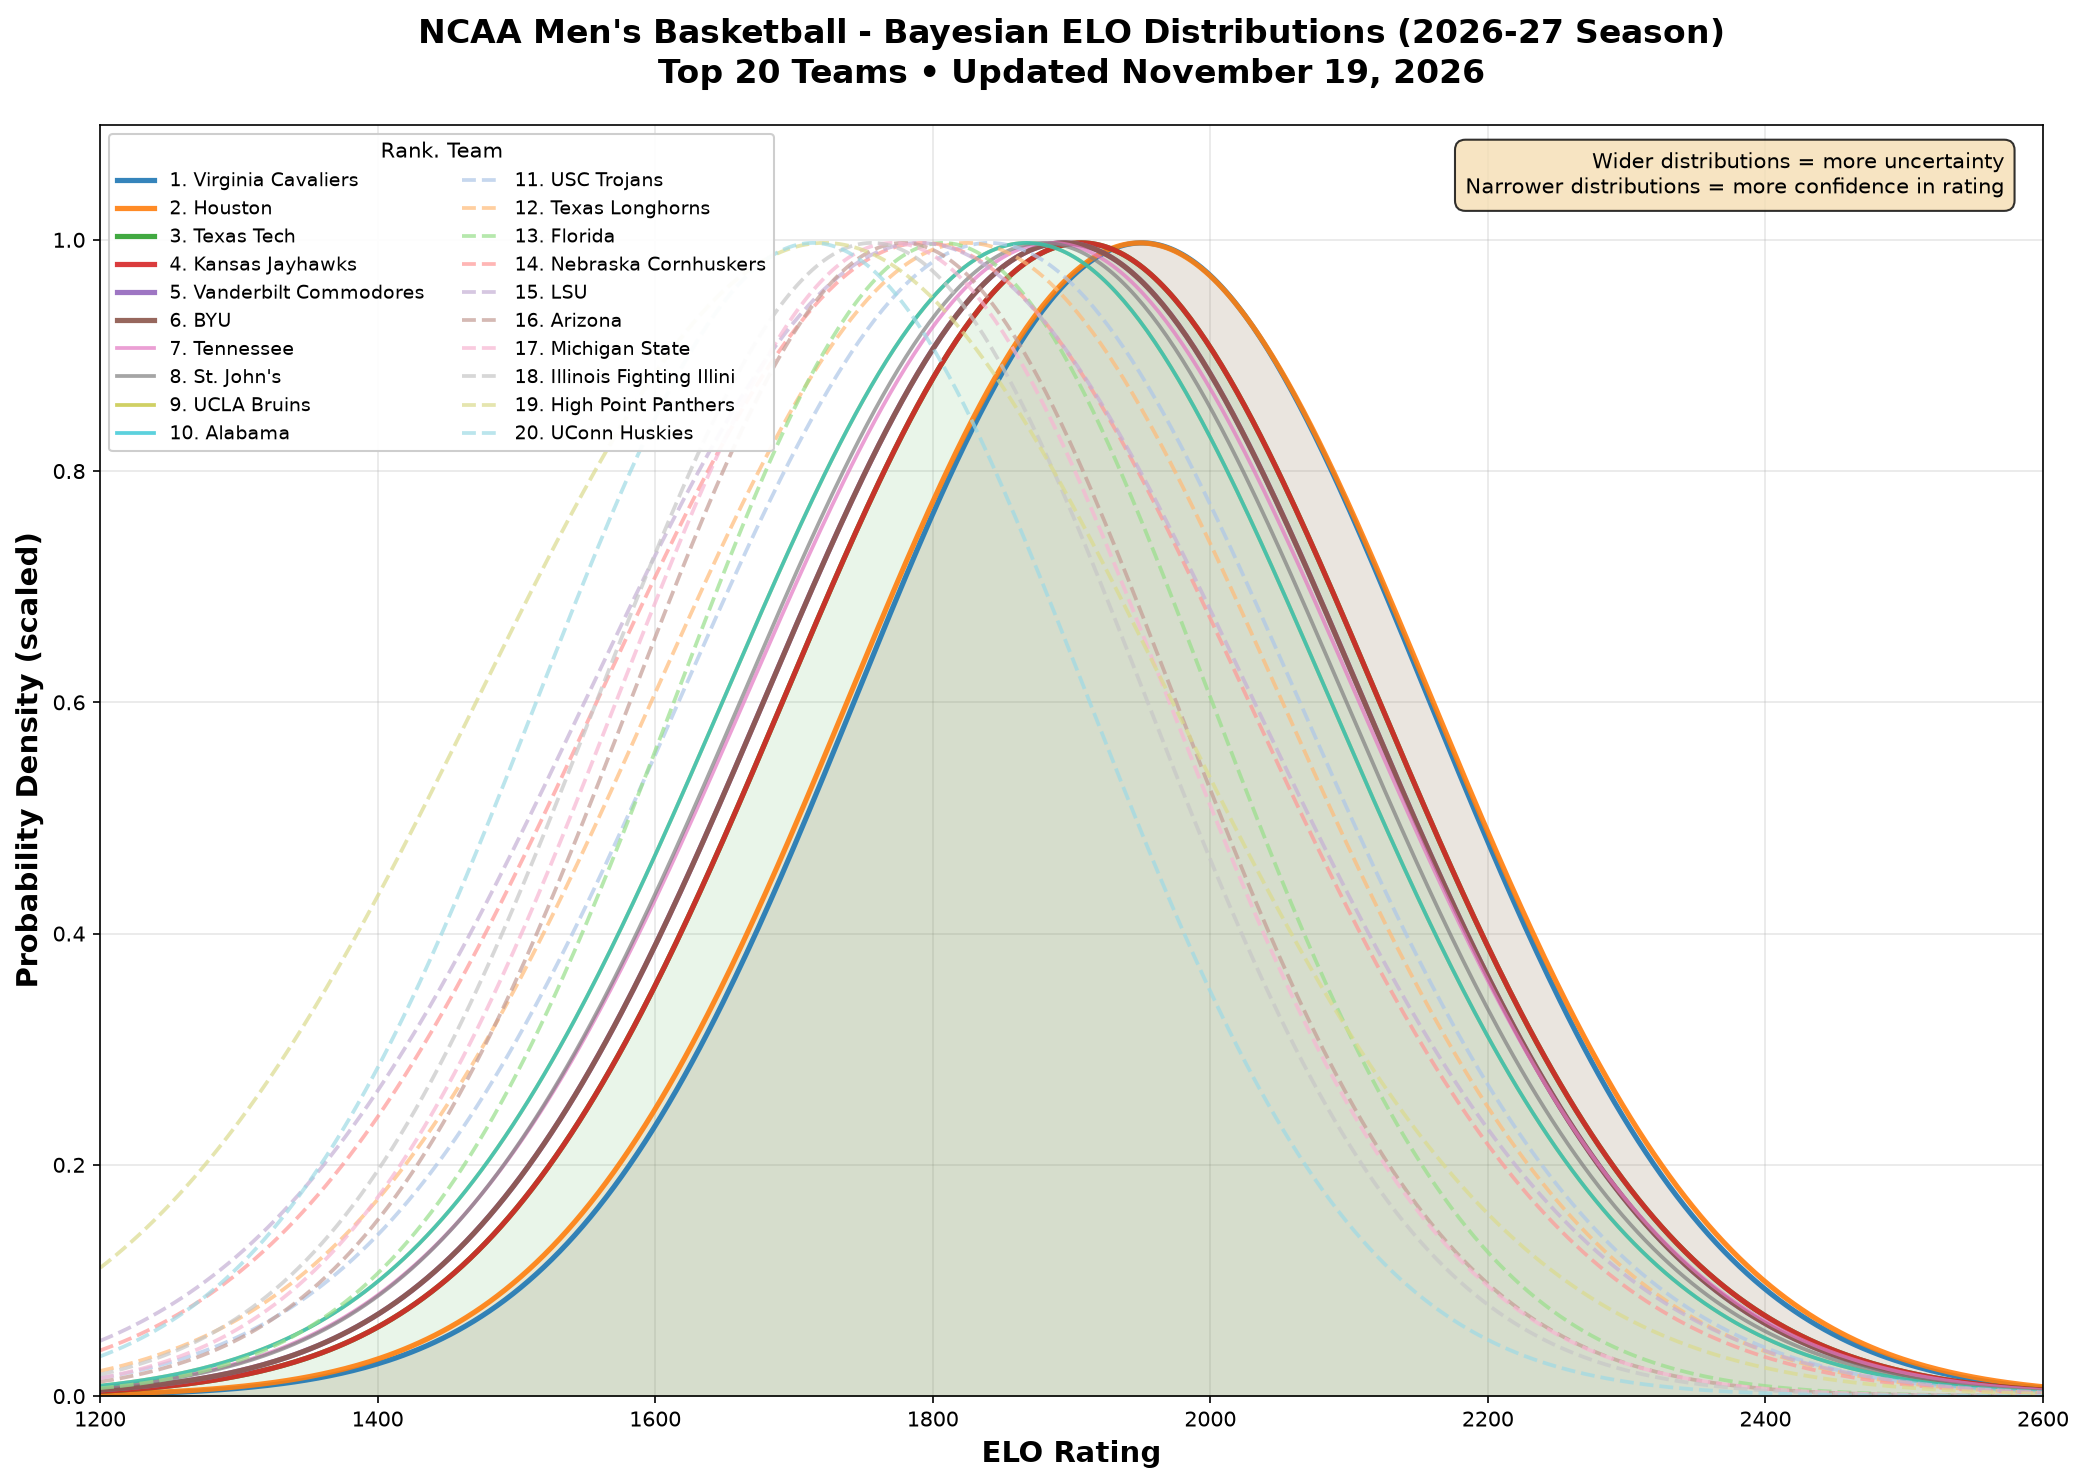 NCAA Men's Basketball - Bayesian ELO Distributions (2026-27 Season)
Top 20 Teams • Updated November 19, 2026
Rank. Team
1. Virginia Cavaliers
2. Houston
3. Texas Tech
4. Kansas Jayhawks
5. Vanderbilt Commodores
6. BYU
7. Tennessee
8. St. John's
9. UCLA Bruins
10. Alabama
11. USC Trojans
12. Texas Longhorns
13. Florida
14. Nebraska Cornhuskers
15. LSU
16. Arizona
17. Michigan State
18. Illinois Fighting Illini
19. High Point Panthers
20. UConn Huskies
Wider distributions = more uncertainty
Narrower distributions = more confidence in rating
Probability Density (scaled)
1.0
0.8
0.6
0.4
0.2
0.0
1200
1400
1600
1800
2000
2200
2400
2600
ELO Rating